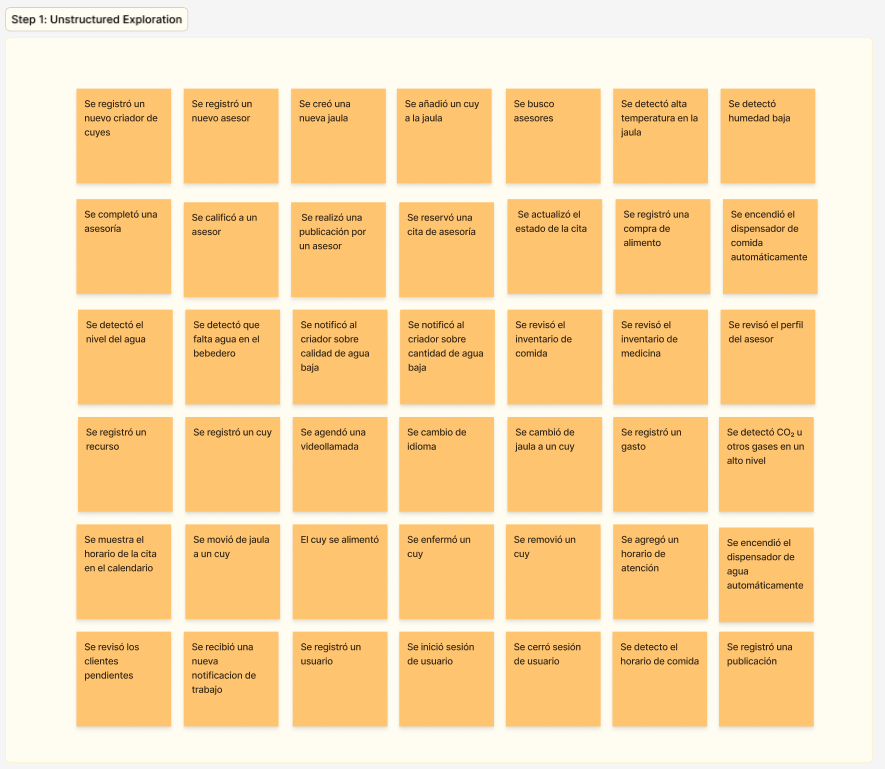 Step 1: Unstructured Exploration
Se registró un
nuevo criador de
cuyes
Se registró un
nuevo asesor
Se creó una
nueva jaula
Se añadió un cuy
a la jaula
Se busco
asesores
Se detectó alta
temperatura en la
jaula
Se detectó
humedad baja
Se completó una
asesoría
Se calificó a un
asesor
Se realizó una
publicación por
un asesor
Se reservó una
cita de asesoría
Se actualizó el
estado de la cita
Se registró una
compra de
alimento
Se encendió el
dispensador de
comida
automáticamente
Se detectó el
nivel del agua
Se detectó que
falta agua en el
bebedero
Se notificó al
criador sobre
calidad de agua
baja
Se notificó al
criador sobre
cantidad de agua
baja
Se revisó el
inventario de
comida
Se revisó el
inventario de
medicina
Se revisó el perfil
del asesor
Se registró un
recurso
Se registró un cuy
Se agendó una
videollamada
Se cambio de
idioma
Se cambió de
jaula a un cuy
Se registró un
gasto
Se detectó CO₂ u
otros gases en un
alto nivel
Se muestra el
horario de la cita
en el calendario
Se movió de jaula
a un cuy
El cuy se alimentó
Se enfermó un
cuy
Se removió un
cuy
Se agregó un
horario de
atención
Se encendió el
dispensador de
agua
automáticamente
Se revisó los
clientes
pendientes
Se recibió una
nueva
notificacion de
trabajo
Se registró un
usuario
Se inició sesión
de usuario
Se cerró sesión
de usuario
Se detecto el
horario de comida
Se registró una
publicación